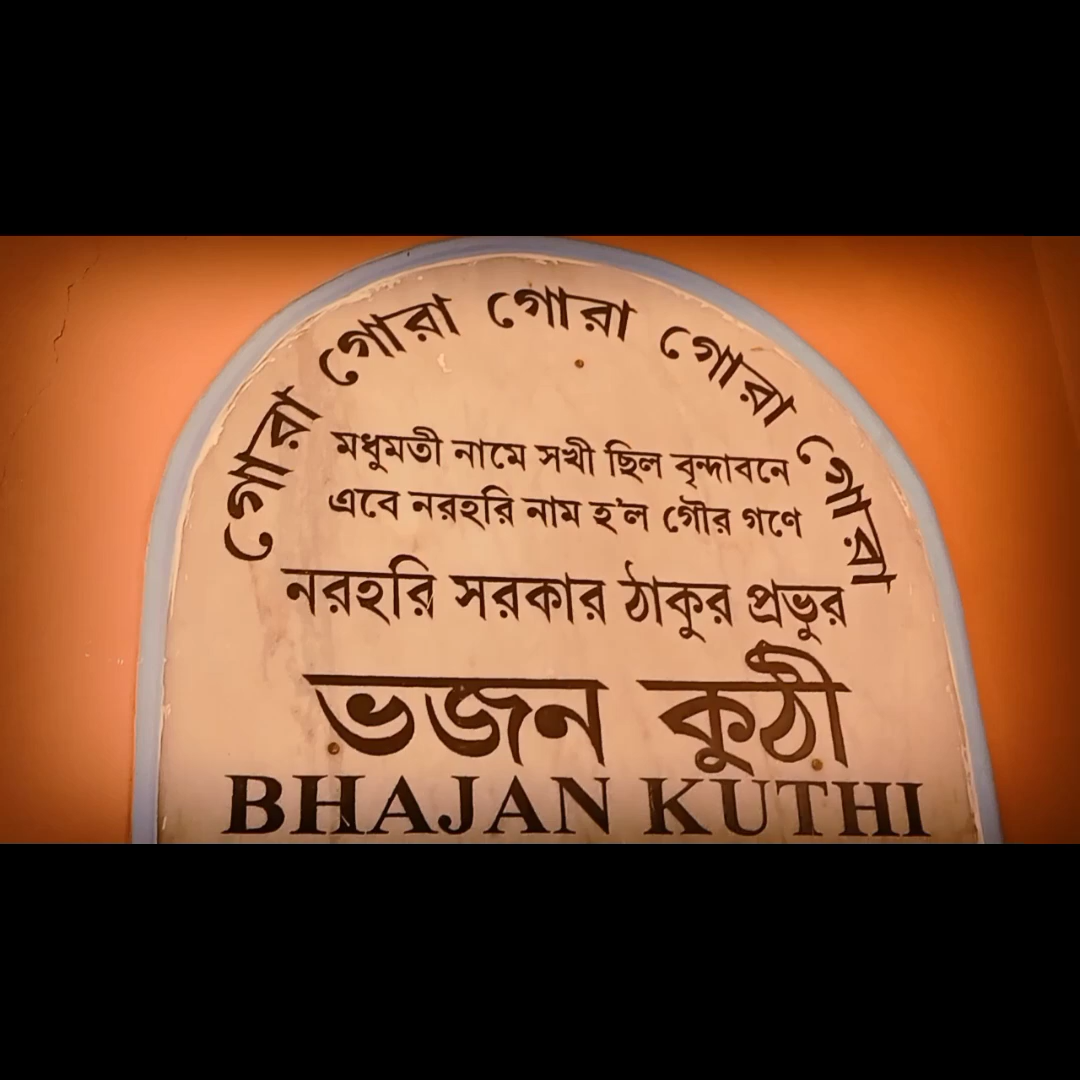 গোরা গোরা গোরা গোরা গোরা
মধুমতী নামে সখী ছিল বৃন্দাবনে
এবে নরহরি নাম হ'ল গৌর গণে
নরহরি সরকার ঠাকুর প্রভুর
ভজন কুঠী
BHAJAN KUTHI